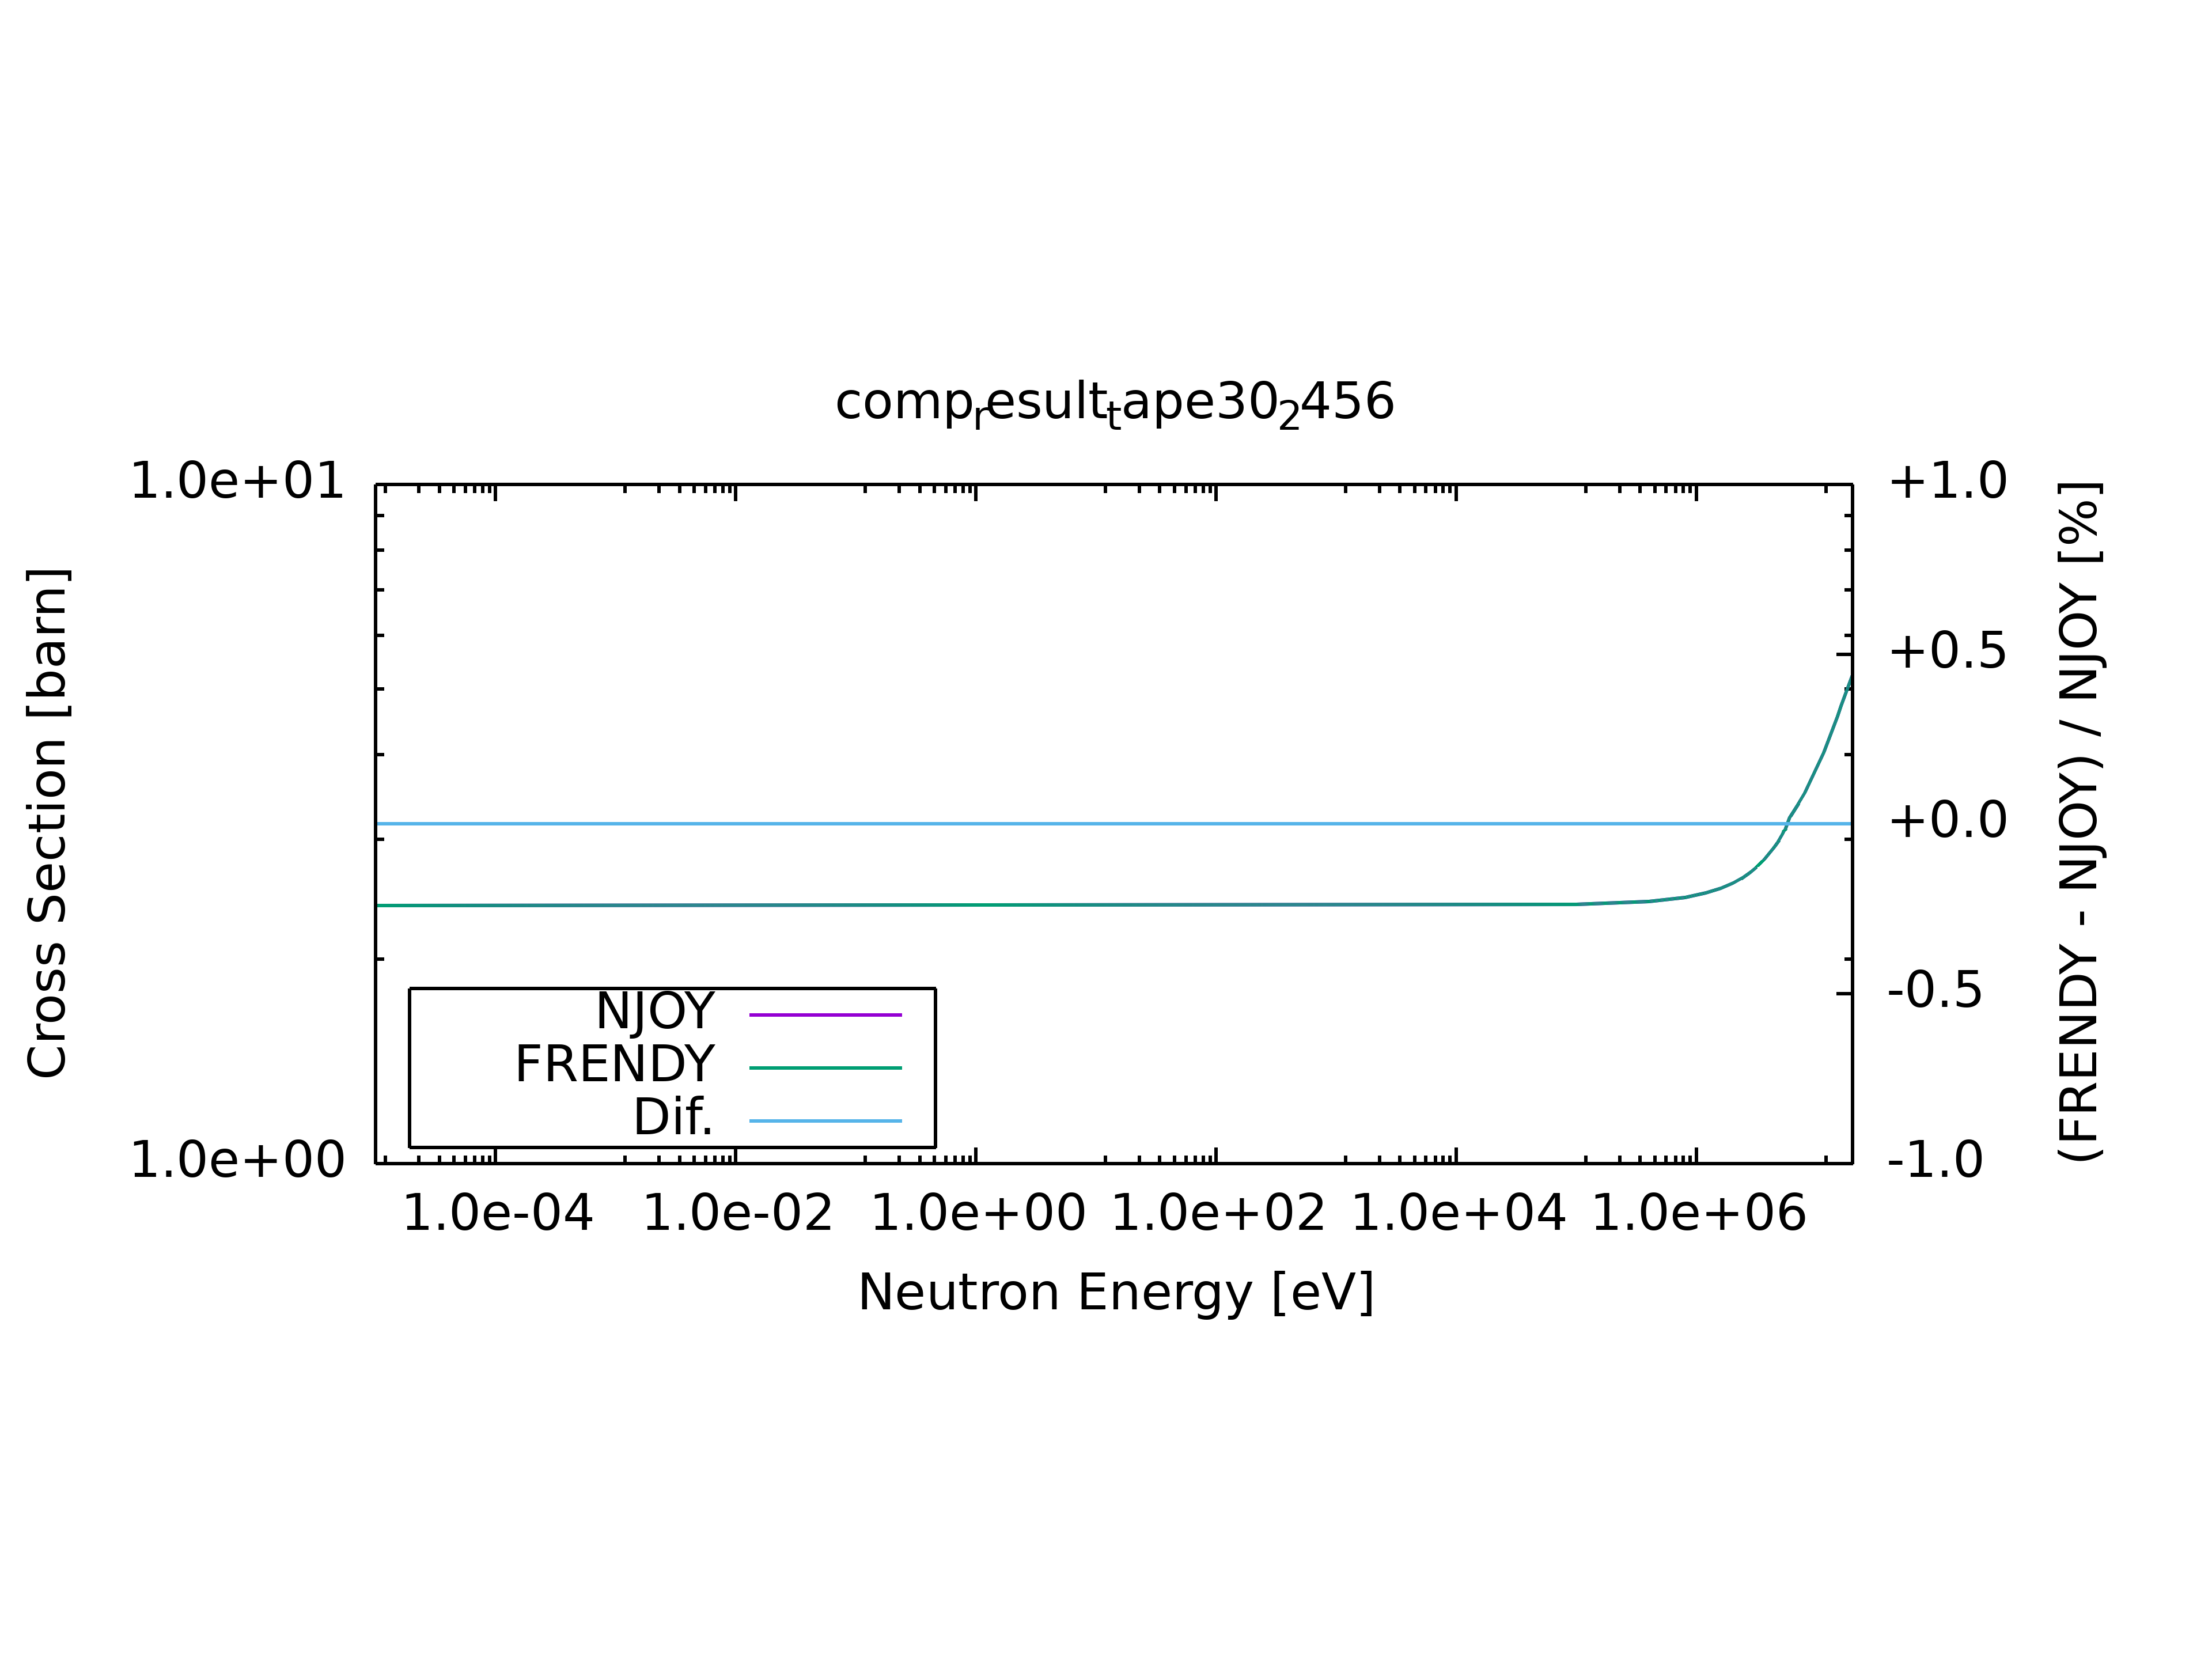 comp_result_tape30_2456
1.0e+01
1.0e+00
Cross Section [barn]
+1.0
+0.5
+0.0
-0.5
-1.0
(FRENDY - NJOY) / NJOY [%]
NJOY
FRENDY
Dif.
1.0e-04 1.0e-02 1.0e+00 1.0e+02 1.0e+04 1.0e+06
Neutron Energy [eV]